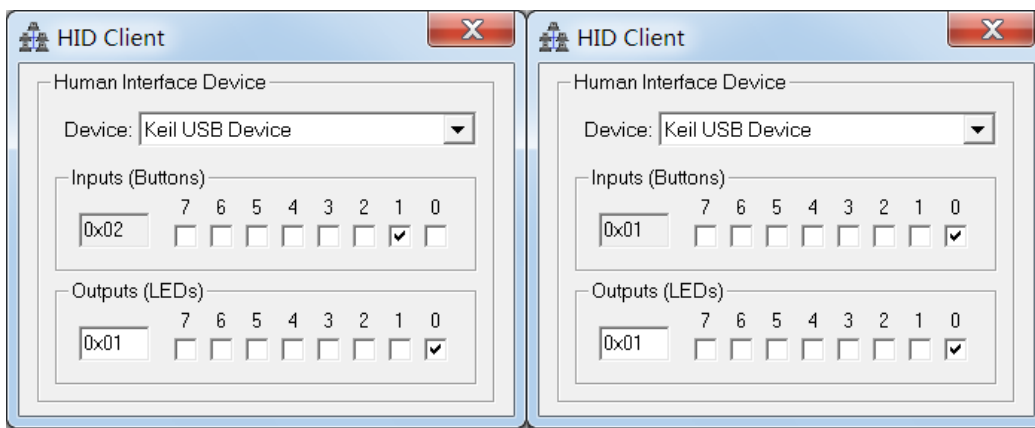 HID Client
Human Interface Device
Device: Keil USB Device
Inputs (Buttons)
7 6 5 4 3 2 1 0
0x02
Outputs (LEDs)
7 6 5 4 3 2 1 0
0x01
HID Client
Human Interface Device
Device: Keil USB Device
Inputs (Buttons)
7 6 5 4 3 2 1 0
0x01
Outputs (LEDs)
7 6 5 4 3 2 1 0
0x01